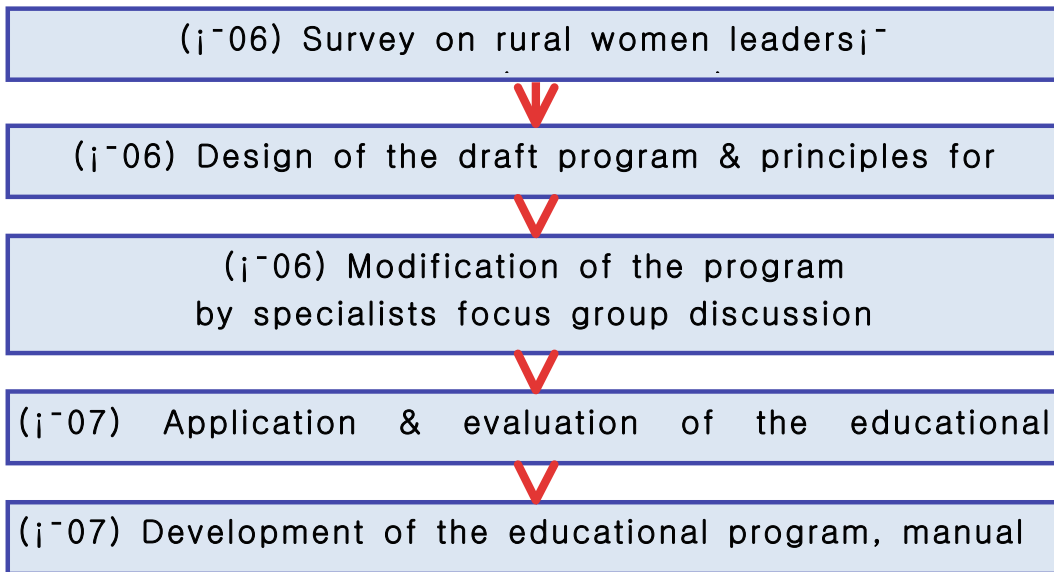 (¡¯06) Survey on rural women leaders¡¯
(¡¯06) Design of the draft program & principles for
(¡¯06) Modification of the program
by specialists focus group discussion
(¡¯07) Application & evaluation of the educational
(¡¯07) Development of the educational program, manual